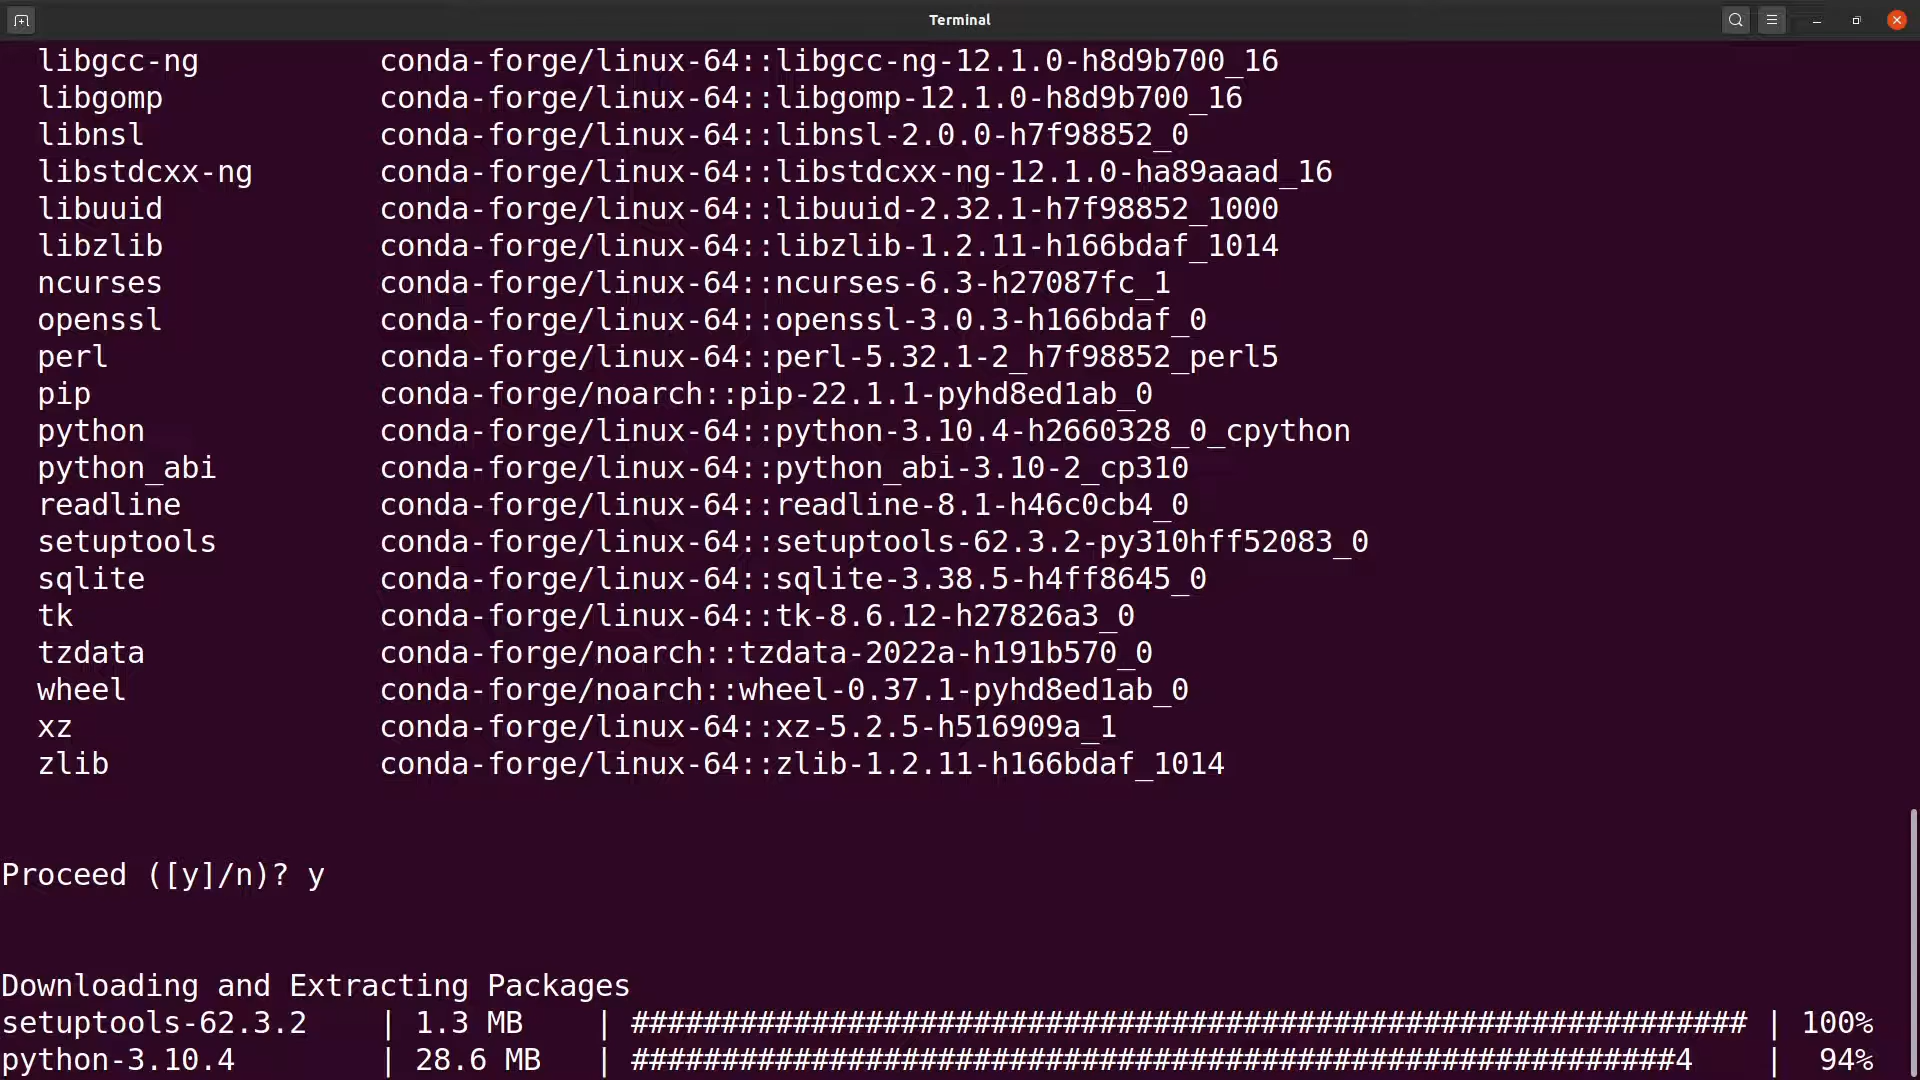 Terminal
libgcc-ng conda-forge/linux-64::libgcc-ng-12.1.0-h8d9b700_16
libgomp conda-forge/linux-64::libgomp-12.1.0-h8d9b700_16
libnsl conda-forge/linux-64::libnsl-2.0.0-h7f98852_0
libstdcxx-ng conda-forge/linux-64::libstdcxx-ng-12.1.0-ha89aaad_16
libuuid conda-forge/linux-64::libuuid-2.32.1-h7f98852_1000
libzlib conda-forge/linux-64::libzlib-1.2.11-h166bdaf_1014
ncurses conda-forge/linux-64::ncurses-6.3-h27087fc_1
openssl conda-forge/linux-64::openssl-3.0.3-h166bdaf_0
perl conda-forge/linux-64::perl-5.32.1-2_h7f98852_perl5
pip conda-forge/noarch::pip-22.1.1-pyhd8ed1ab_0
python conda-forge/linux-64::python-3.10.4-h2660328_0_cpython
python_abi conda-forge/linux-64::python_abi-3.10-2_cp310
readline conda-forge/linux-64::readline-8.1-h46c0cb4_0
setuptools conda-forge/linux-64::setuptools-62.3.2-py310hff52083_0
sqlite conda-forge/linux-64::sqlite-3.38.5-h4ff8645_0
tk conda-forge/linux-64::tk-8.6.12-h27826a3_0
tzdata conda-forge/noarch::tzdata-2022a-h191b570_0
wheel conda-forge/noarch::wheel-0.37.1-pyhd8ed1ab_0
xz conda-forge/linux-64::xz-5.2.5-h516909a_1
zlib conda-forge/linux-64::zlib-1.2.11-h166bdaf_1014
Proceed ([y]/n)? y
Downloading and Extracting Packages
setuptools-62.3.2 | 1.3 MB | ############################################################## | 100%
python-3.10.4 | 28.6 MB | ##########################################################4 | 94%